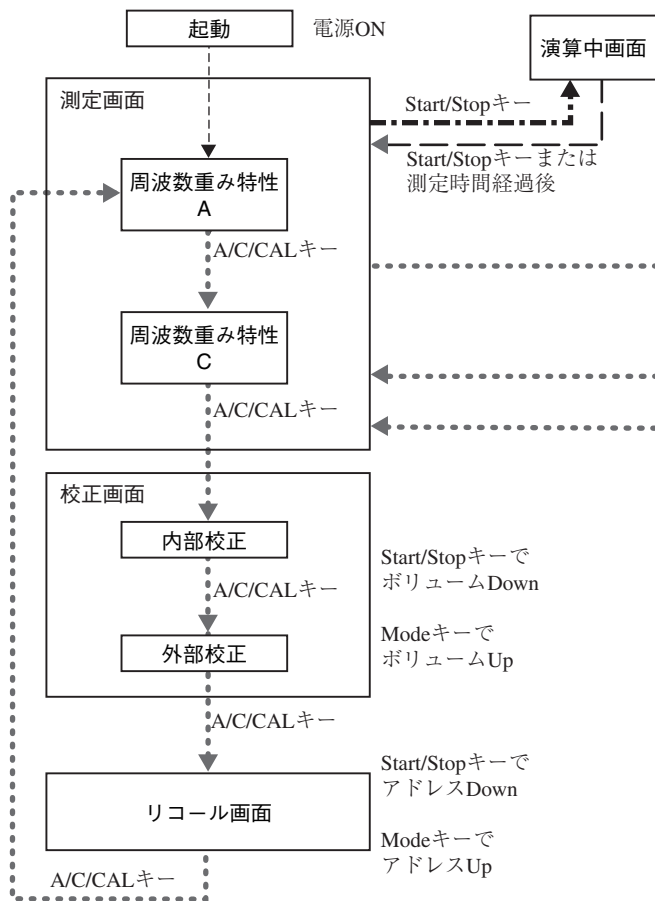 起動
電源ON
演算中画面
測定画面
Start/Stopキー
Start/Stopキーまたは
測定時間経過後
周波数重み特性
A
A/C/CALキー
周波数重み特性
C
A/C/CALキー
校正画面
内部校正
Start/Stopキーで
ボリュームDown
A/C/CALキー
外部校正
Modeキーで
ボリュームUp
A/C/CALキー
Start/Stopキーで
アドレスDown
リコール画面
Modeキーで
アドレスUp
A/C/CALキー